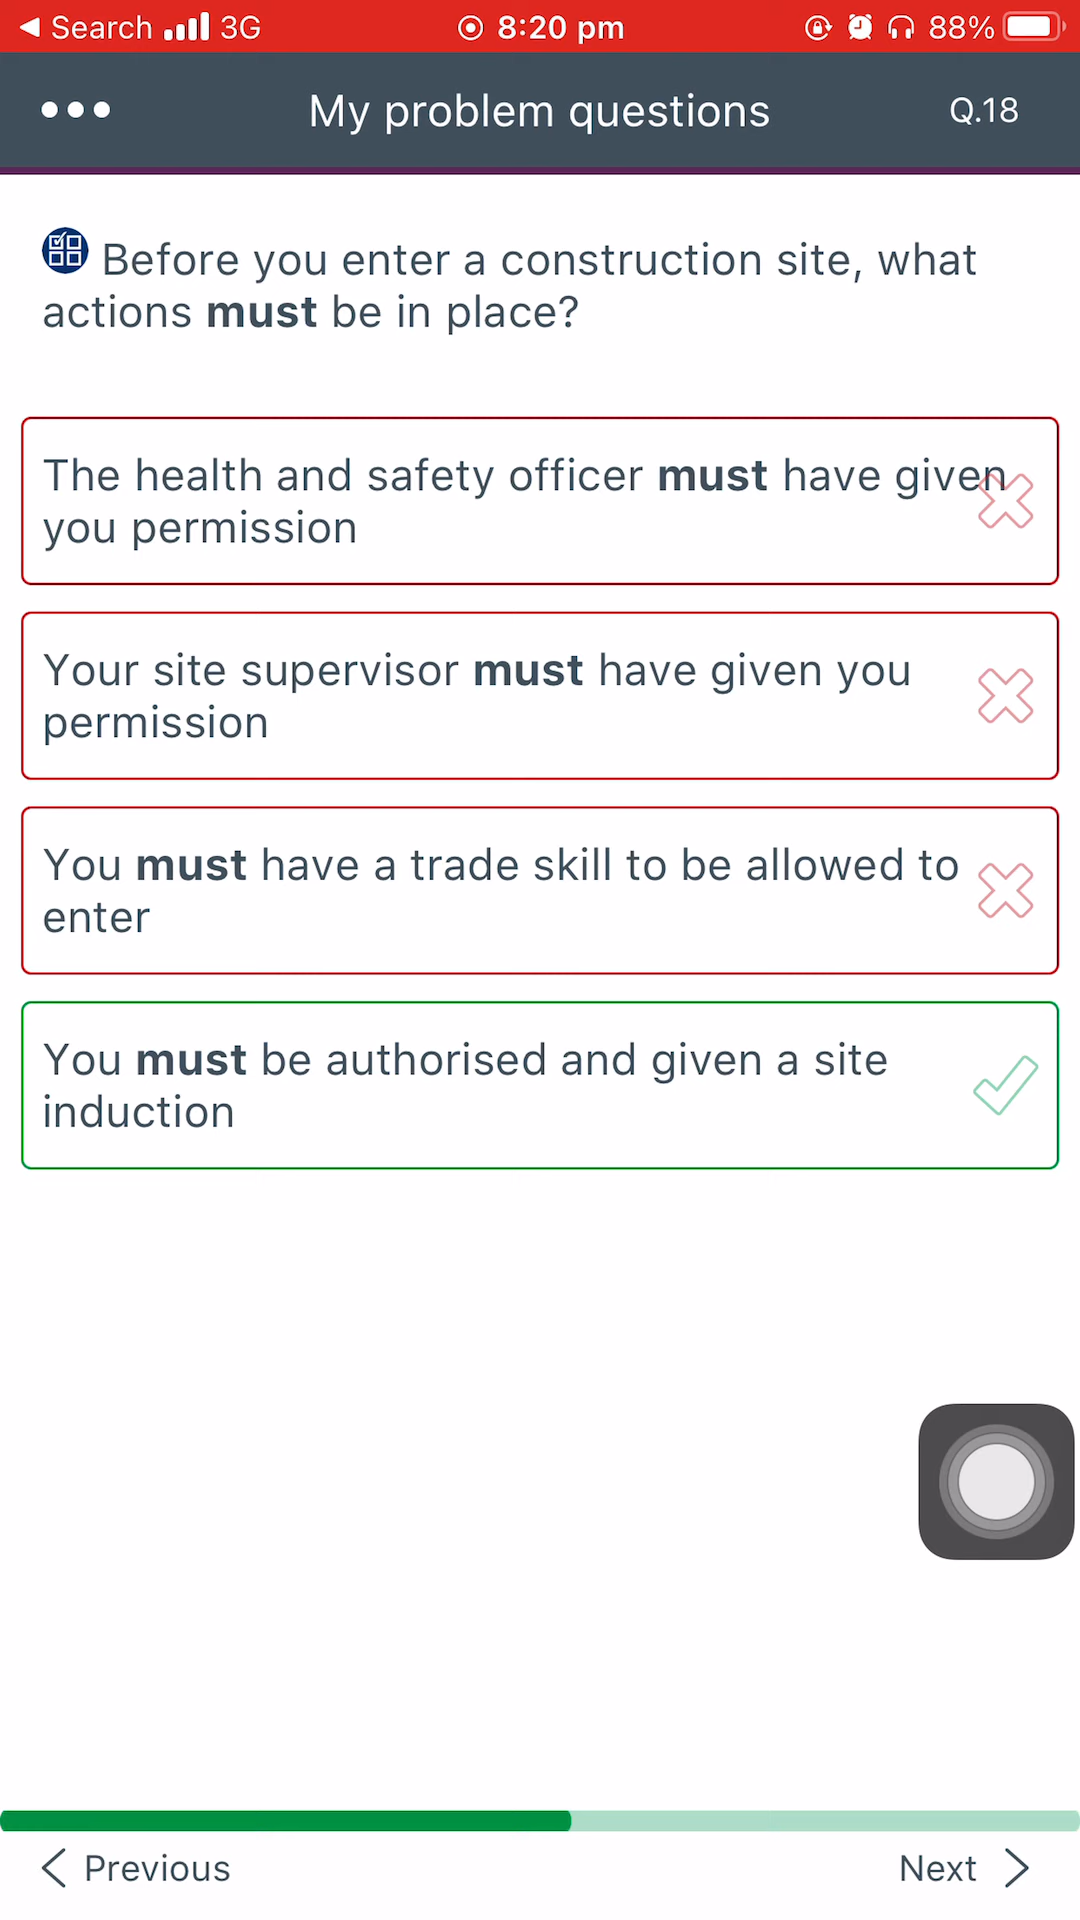 Search 3G 8:20 pm 88%
My problem questions Q.18
Before you enter a construction site, what
actions must be in place?
The health and safety officer must have given
you permission
Your site supervisor must have given you
permission
You must have a trade skill to be allowed to
enter
You must be authorised and given a site
induction
Previous Next